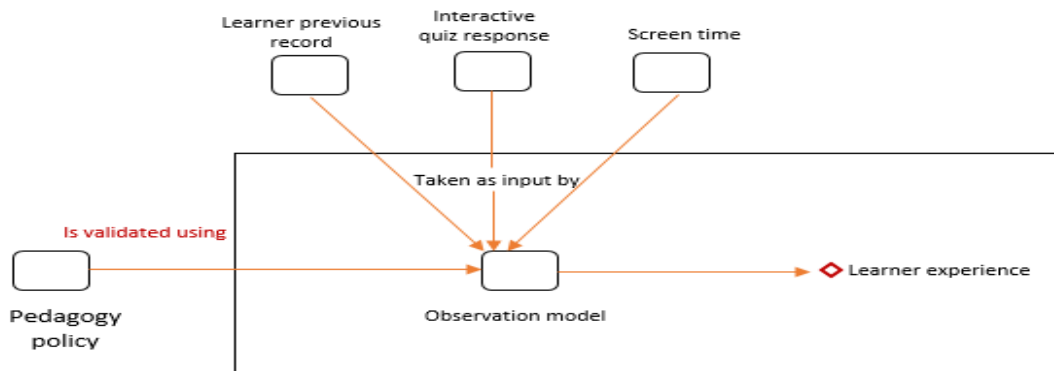 Learner previous
record
Interactive
quiz response
Screen time
Taken as input by
Is validated using
Learner experience
Pedagogy
policy
Observation model